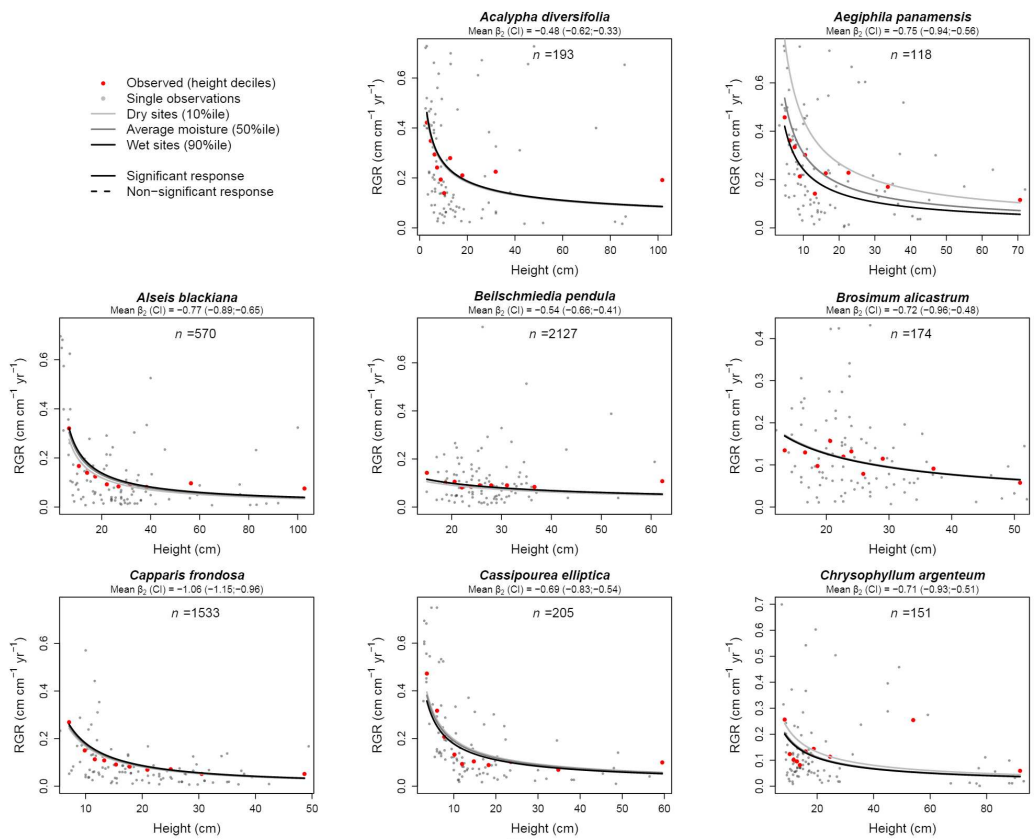 Observed (height deciles)
Single observations
Dry sites (10%ile)
Average moisture (50%ile)
Wet sites (90%ile)
Significant response
Non−significant response
Acalypha diversifolia
Mean β2 (CI) = −0.48 (−0.62;−0.33)
n =193
RGR (cm cm−1 yr−1)
0.0 0.2 0.4 0.6
0 20 40 60 80 100
Height (cm)
Aegiphila panamensis
Mean β2 (CI) = −0.75 (−0.94;−0.56)
n =118
RGR (cm cm−1 yr−1)
0.0 0.2 0.4 0.6
10 20 30 40 50 60 70
Height (cm)
Alseis blackiana
Mean β2 (CI) = −0.77 (−0.89;−0.65)
n =570
RGR (cm cm−1 yr−1)
0.0 0.2 0.4 0.6
20 40 60 80 100
Height (cm)
Beilschmiedia pendula
Mean β2 (CI) = −0.54 (−0.66;−0.41)
n =2127
RGR (cm cm−1 yr−1)
0.0 0.2 0.4 0.6
20 30 40 50 60
Height (cm)
Brosimum alicastrum
Mean β2 (CI) = −0.72 (−0.96;−0.48)
n =174
RGR (cm cm−1 yr−1)
0.0 0.1 0.2 0.3 0.4
20 30 40 50
Height (cm)
Capparis frondosa
Mean β2 (CI) = −1.06 (−1.15;−0.96)
n =1533
RGR (cm cm−1 yr−1)
0.0 0.2 0.4 0.6
10 20 30 40 50
Height (cm)
Cassipourea elliptica
Mean β2 (CI) = −0.69 (−0.83;−0.54)
n =205
RGR (cm cm−1 yr−1)
0.0 0.2 0.4 0.6
10 20 30 40 50 60
Height (cm)
Chrysophyllum argenteum
Mean β2 (CI) = −0.71 (−0.93;−0.51)
n =151
RGR (cm cm−1 yr−1)
0.0 0.1 0.2 0.3 0.4 0.5 0.6 0.7
20 40 60 80
Height (cm)